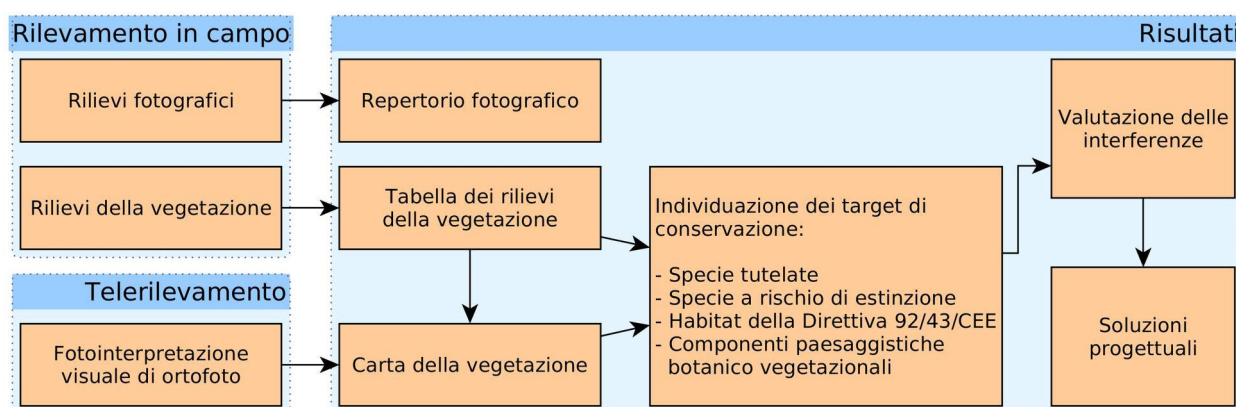 Rilevamento in campo
Rilievi fotografici
Rilievi della vegetazione
Telerilevamento
Fotointerpretazione
visuale di ortofoto
Risultati
Repertorio fotografico
Tabella dei rilievi
della vegetazione
Carta della vegetazione
Individuazione dei target di
conservazione:
- Specie tutelate
- Specie a rischio di estinzione
- Habitat della Direttiva 92/43/CEE
- Componenti paesaggistiche
botanico vegetazionali
Valutazione delle
interferenze
Soluzioni
progettuali